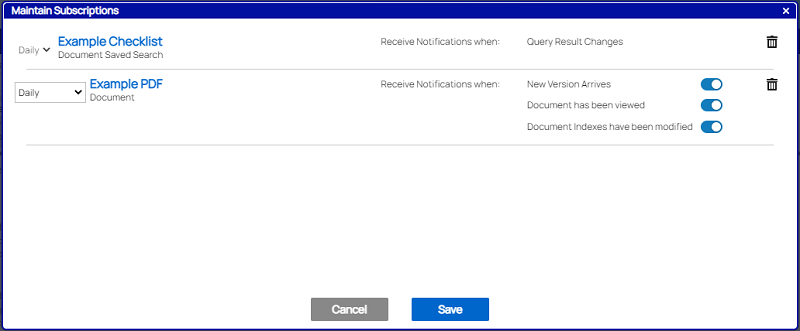 Maintain Subscriptions
Daily Example Checklist Receive Notifications when: Query Result Changes
Document Saved Search
Daily Example PDF Receive Notifications when: New Version Arrives
Document Document has been viewed
Document Indexes have been modified
Cancel Save